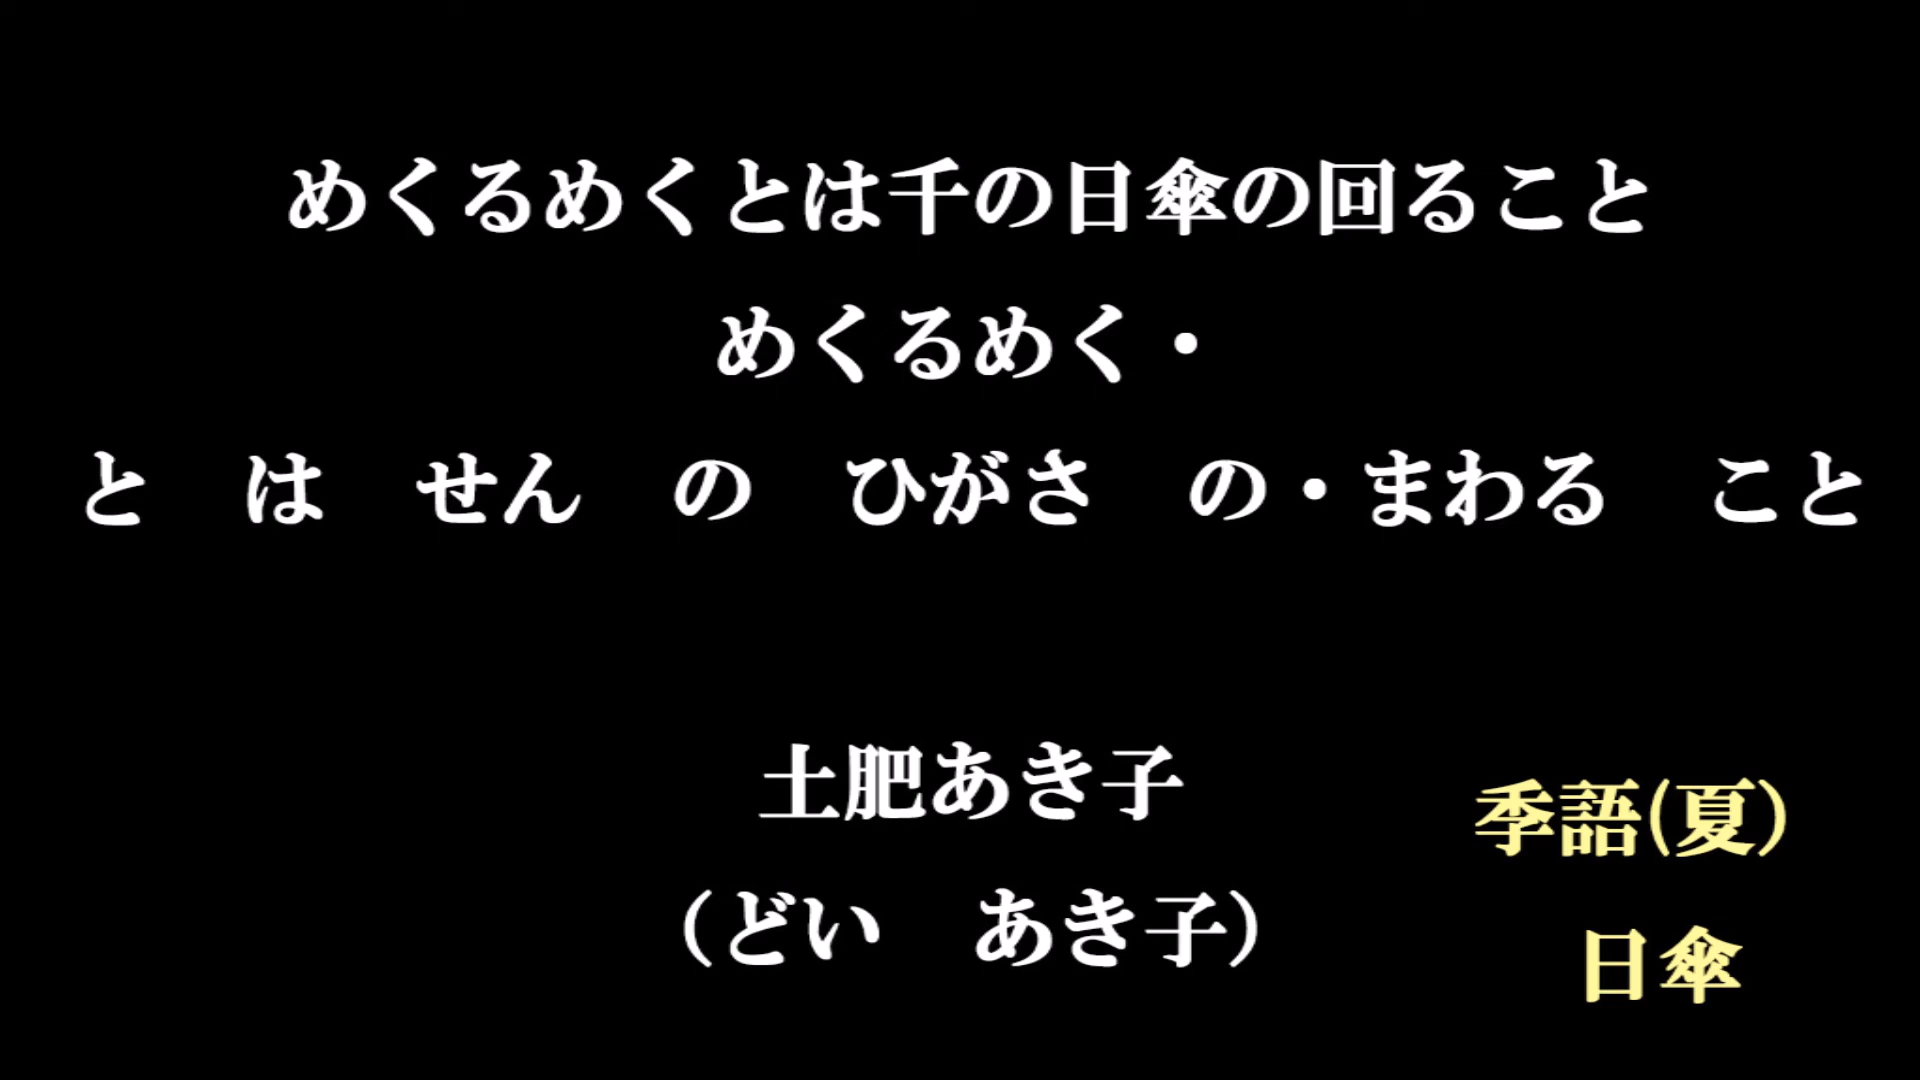 めくるめくとは千の日傘の回ること
めくるめく・
と　は　せん　の　ひがさ　の・まわる　こと
土肥あき子
（どい　あき子）
季語(夏)
日傘